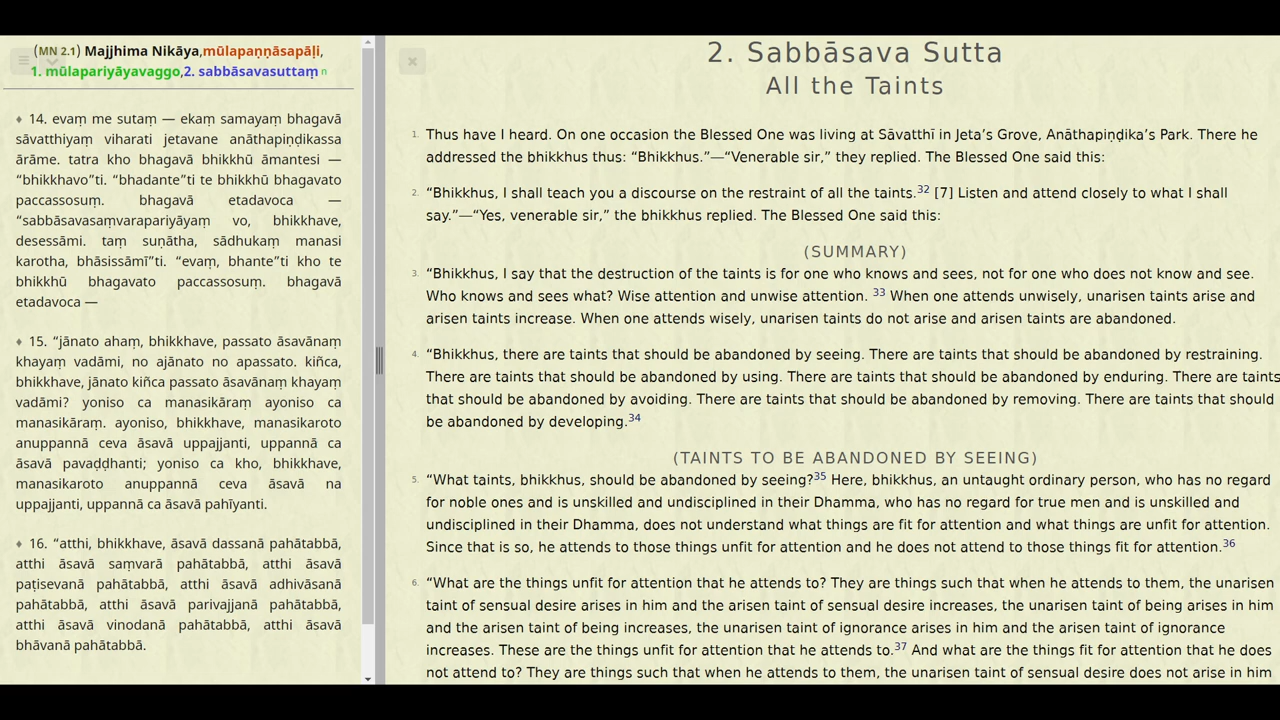 (MN 2.1) Majjhima Nikāya,mūlapaṇṇāsapāḷi,
1. mūlapariyāyavaggo,2. sabbāsavasuttaṃ n
♦ 14. evaṃ me sutaṃ — ekaṃ samayaṃ bhagavā
sāvatthiyaṃ viharati jetavane anāthapiṇḍikassa
ārāme. tatra kho bhagavā bhikkhū āmantesi —
“bhikkhavo”ti. “bhadante”ti te bhikkhū bhagavato
paccassosuṃ. bhagavā etadavoca —
“sabbāsavasaṃvarapariyāyaṃ vo, bhikkhave,
desessāmi. taṃ suṇātha, sādhukaṃ manasi
karotha, bhāsissāmī”ti. “evaṃ, bhante”ti kho te
bhikkhū bhagavato paccassosuṃ. bhagavā
etadavoca —
♦ 15. “jānato ahaṃ, bhikkhave, passato āsavānaṃ
khayaṃ vadāmi, no ajānato no apassato. kiñca,
bhikkhave, jānato kiñca passato āsavānaṃ khayaṃ
vadāmi? yoniso ca manasikāraṃ ayoniso ca
manasikāraṃ. ayoniso, bhikkhave, manasikaroto
anuppannā ceva āsavā uppajjanti, uppannā ca
āsavā pavaḍḍhanti; yoniso ca kho, bhikkhave,
manasikaroto anuppannā ceva āsavā na
uppajjanti, uppannā ca āsavā pahīyanti.
♦ 16. “atthi, bhikkhave, āsavā dassanā pahātabbā,
atthi āsavā saṃvarā pahātabbā, atthi āsavā
paṭisevanā pahātabbā, atthi āsavā adhivāsanā
pahātabbā, atthi āsavā parivajjanā pahātabbā,
atthi āsavā vinodanā pahātabbā, atthi āsavā
bhāvanā pahātabbā.
2. Sabbāsava Sutta
All the Taints
1. Thus have I heard. On one occasion the Blessed One was living at Sāvatthī in Jeta’s Grove, Anāthapiṇḍika’s Park. There he
addressed the bhikkhus thus: “Bhikkhus.”—“Venerable sir,” they replied. The Blessed One said this:
2. “Bhikkhus, I shall teach you a discourse on the restraint of all the taints.32 [7] Listen and attend closely to what I shall
say.”—“Yes, venerable sir,” the bhikkhus replied. The Blessed One said this:
(SUMMARY)
3. “Bhikkhus, I say that the destruction of the taints is for one who knows and sees, not for one who does not know and see.
Who knows and sees what? Wise attention and unwise attention. 33 When one attends unwisely, unarisen taints arise and
arisen taints increase. When one attends wisely, unarisen taints do not arise and arisen taints are abandoned.
4. “Bhikkhus, there are taints that should be abandoned by seeing. There are taints that should be abandoned by restraining.
There are taints that should be abandoned by using. There are taints that should be abandoned by enduring. There are taints
that should be abandoned by avoiding. There are taints that should be abandoned by removing. There are taints that should
be abandoned by developing.34
(TAINTS TO BE ABANDONED BY SEEING)
5. “What taints, bhikkhus, should be abandoned by seeing?35 Here, bhikkhus, an untaught ordinary person, who has no regard
for noble ones and is unskilled and undisciplined in their Dhamma, who has no regard for true men and is unskilled and
undisciplined in their Dhamma, does not understand what things are fit for attention and what things are unfit for attention.
Since that is so, he attends to those things unfit for attention and he does not attend to those things fit for attention.36
6. “What are the things unfit for attention that he attends to? They are things such that when he attends to them, the unarisen
taint of sensual desire arises in him and the arisen taint of sensual desire increases, the unarisen taint of being arises in him
and the arisen taint of being increases, the unarisen taint of ignorance arises in him and the arisen taint of ignorance
increases. These are the things unfit for attention that he attends to.37 And what are the things fit for attention that he does
not attend to? They are things such that when he attends to them, the unarisen taint of sensual desire does not arise in him